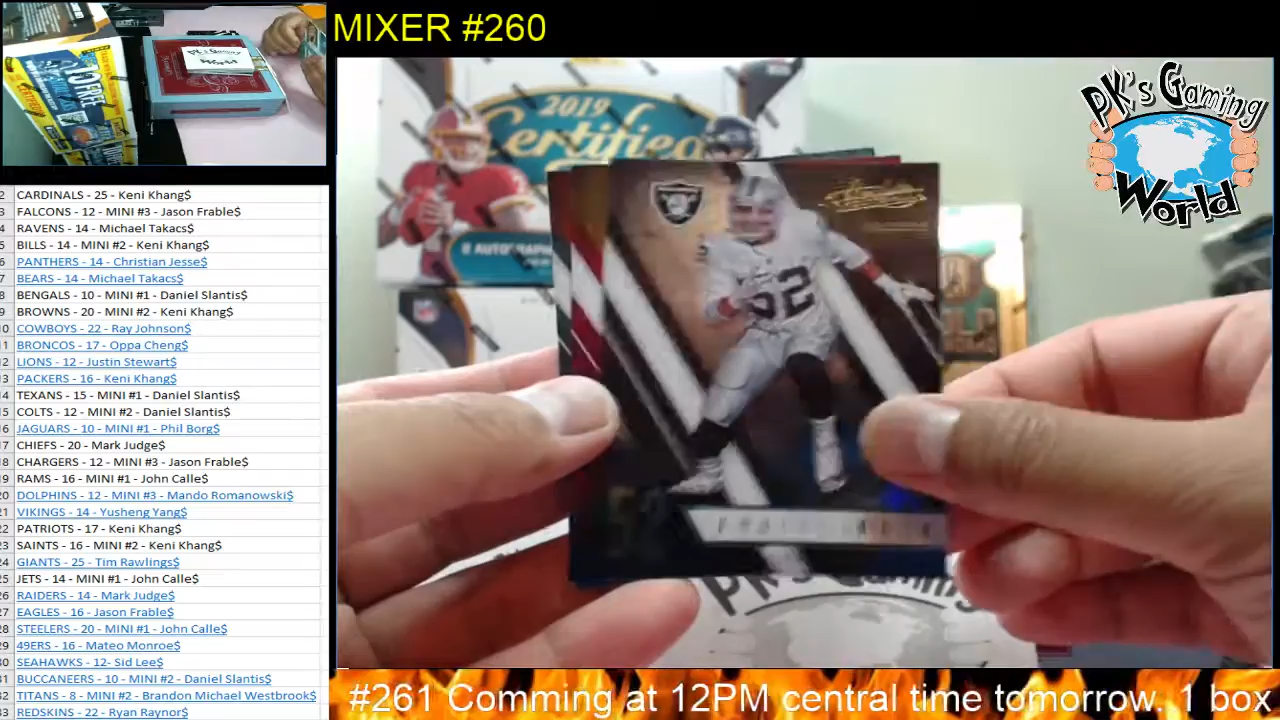 MIXER #260
PK's Gaming
World
2019
Certified
52
2 CARDINALS - 25 - Keni Khang$
3 FALCONS - 12 - MINI #3 - Jason Frable$
4 RAVENS - 14 - Michael Takacs$
5 BILLS - 14 - MINI #2 - Keni Khang$
6 PANTHERS - 14 - Christian Jesse$
7 BEARS - 14 - Michael Takacs$
8 BENGALS - 10 - MINI #1 - Daniel Slantis$
9 BROWNS - 20 - MINI #2 - Keni Khang$
10 COWBOYS - 22 - Ray Johnson$
11 BRONCOS - 17 - Oppa Cheng$
12 LIONS - 12 - Justin Stewart$
13 PACKERS - 16 - Keni Khang$
14 TEXANS - 15 - MINI #1 - Daniel Slantis$
15 COLTS - 12 - MINI #2 - Daniel Slantis$
16 JAGUARS - 10 - MINI #1 - Phil Borg$
17 CHIEFS - 20 - Mark Judge$
18 CHARGERS - 12 - MINI #3 - Jason Frable$
19 RAMS - 16 - MINI #1 - John Calle$
20 DOLPHINS - 12 - MINI #3 - Mando Romanowski$
21 VIKINGS - 14 - Yusheng Yang$
22 PATRIOTS - 17 - Keni Khang$
23 SAINTS - 16 - MINI #2 - Keni Khang$
24 GIANTS - 25 - Tim Rawlings$
25 JETS - 14 - MINI #1 - John Calle$
26 RAIDERS - 14 - Mark Judge$
27 EAGLES - 16 - Jason Frable$
28 STEELERS - 20 - MINI #1 - John Calle$
29 49ERS - 16 - Mateo Monroe$
30 SEAHAWKS - 12- Sid Lee$
31 BUCCANEERS - 10 - MINI #2 - Daniel Slantis$
32 TITANS - 8 - MINI #2 - Brandon Michael Westbrook$
33 REDSKINS - 22 - Ryan Raynor$
PK's Gaming
#261 Comming at 12PM central time tomorrow. 1 box